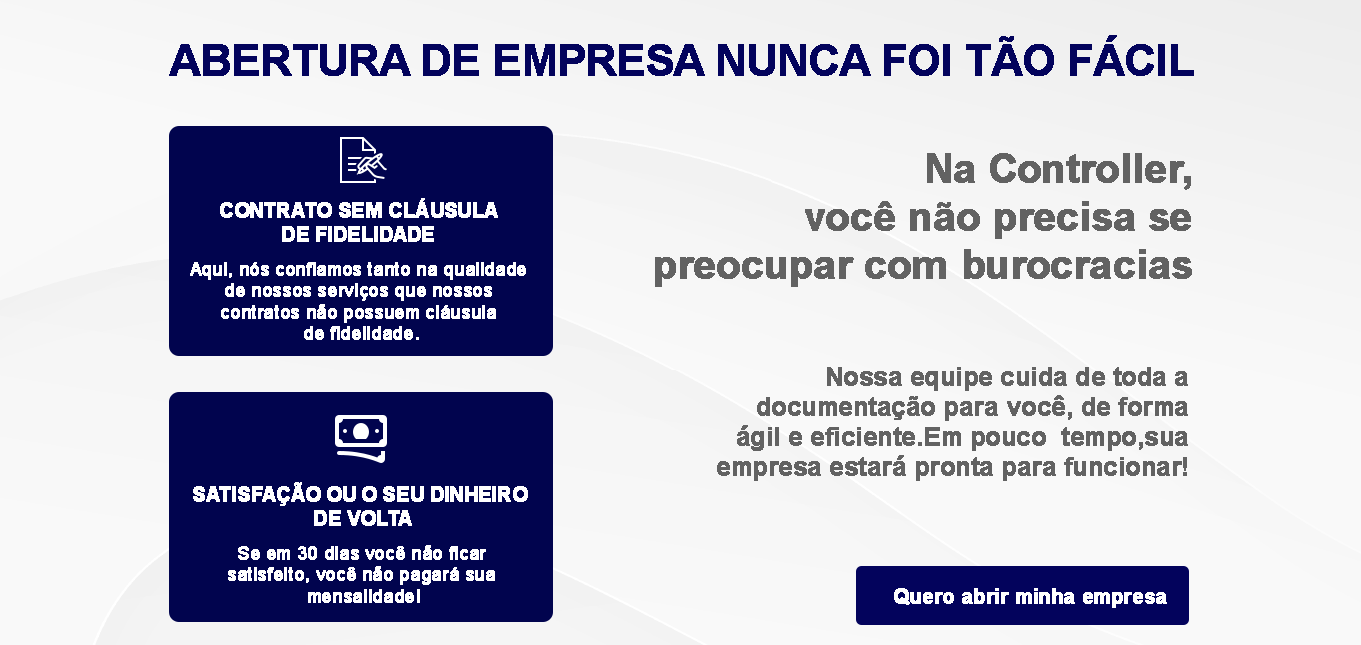 ABERTURA DE EMPRESA NUNCA FOI TÃO FÁCIL
CONTRATO SEM CLÁUSULA
DE FIDELIDADE
Aqui, nós confiamos tanto na qualidade
de nossos serviços que nossos
contratos não possuem cláusula
de fidelidade.
SATISFAÇÃO OU O SEU DINHEIRO
DE VOLTA
Se em 30 dias você não ficar
satisfeito, você não pagará sua
mensalidade!
Na Controller,
você não precisa se
preocupar com burocracias
Nossa equipe cuida de toda a
documentação para você, de forma
ágil e eficiente.Em pouco  tempo,sua
empresa estará pronta para funcionar!
Quero abrir minha empresa